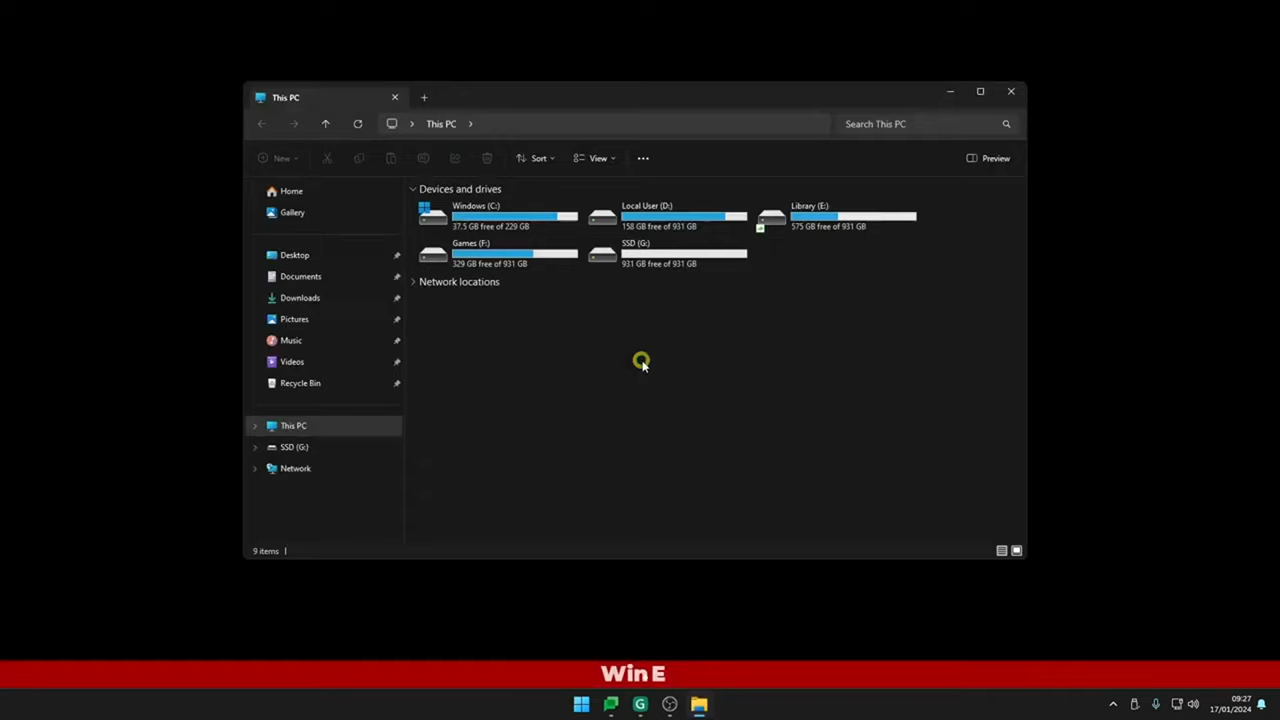 This PC
This PC
Search This PC
New
Sort
View
Preview
Home
Gallery
Desktop
Documents
Downloads
Pictures
Music
Videos
Recycle Bin
This PC
SSD (G:)
Network
Devices and drives
Windows (C:)
37.5 GB free of 229 GB
Local User (D:)
158 GB free of 931 GB
Library (E:)
575 GB free of 931 GB
Games (F:)
329 GB free of 931 GB
SSD (G:)
931 GB free of 931 GB
Network locations
9 items
Win E
G
09:27
17/01/2024